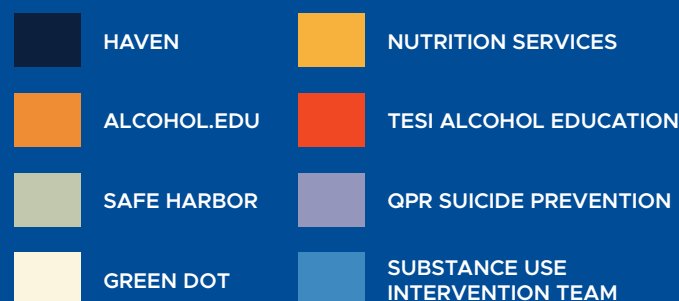 HAVEN
NUTRITION SERVICES
ALCOHOL.EDU
TESI ALCOHOL EDUCATION
SAFE HARBOR
QPR SUICIDE PREVENTION
GREEN DOT
SUBSTANCE USE
INTERVENTION TEAM